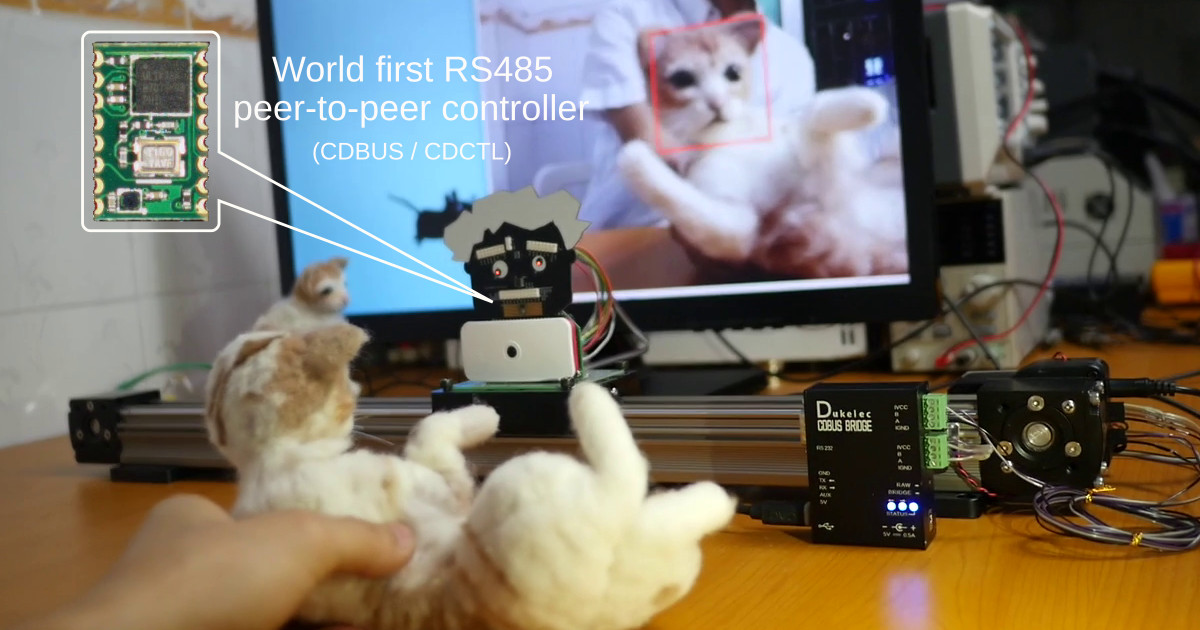 World first RS485
peer-to-peer controller
(CDBUS / CDCTL)
Dukelec
CDBUS BRIDGE
RS 232
IVCC
B
A
IGND
IVCC
B
A
IGND
GND
TX
RX
AUX
5V
RAW
BRIDGE
STATUS
5V 0.5A